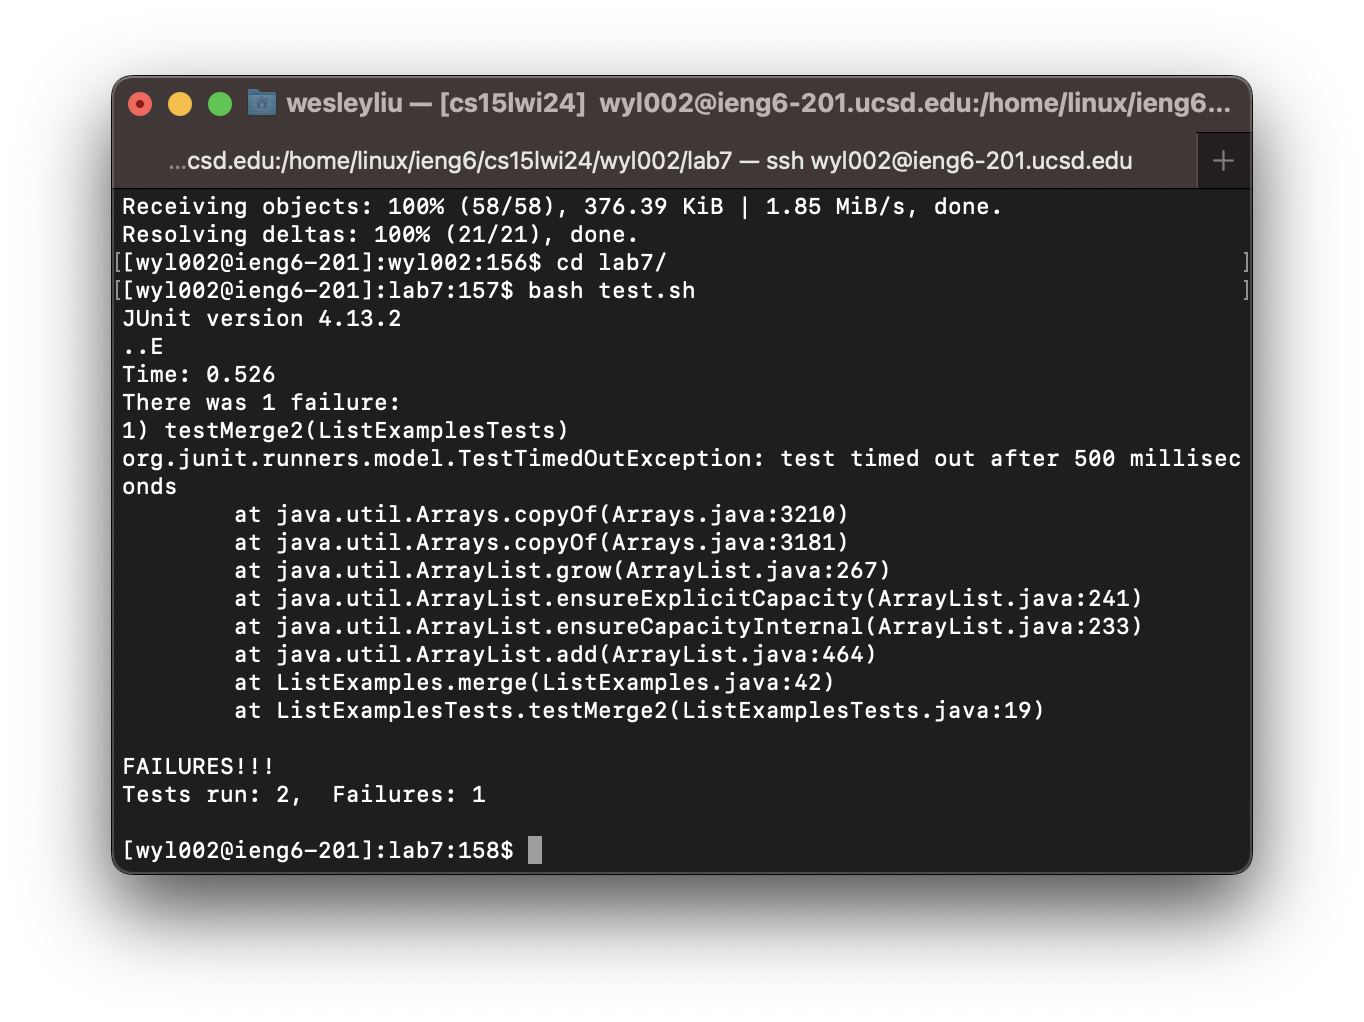 wesleyliu — [cs15lwi24] wyl002@ieng6-201.ucsd.edu:/home/linux/ieng6...
...csd.edu:/home/linux/ieng6/cs15lwi24/wyl002/lab7 — ssh wyl002@ieng6-201.ucsd.edu +
Receiving objects: 100% (58/58), 376.39 KiB | 1.85 MiB/s, done.
Resolving deltas: 100% (21/21), done.
[[wyl002@ieng6-201]:wyl002:156$ cd lab7/ ]
[[wyl002@ieng6-201]:lab7:157$ bash test.sh ]
JUnit version 4.13.2
..E
Time: 0.526
There was 1 failure:
1) testMerge2(ListExamplesTests)
org.junit.runners.model.TestTimedOutException: test timed out after 500 millisec
onds
at java.util.Arrays.copyOf(Arrays.java:3210)
at java.util.Arrays.copyOf(Arrays.java:3181)
at java.util.ArrayList.grow(ArrayList.java:267)
at java.util.ArrayList.ensureExplicitCapacity(ArrayList.java:241)
at java.util.ArrayList.ensureCapacityInternal(ArrayList.java:233)
at java.util.ArrayList.add(ArrayList.java:464)
at ListExamples.merge(ListExamples.java:42)
at ListExamplesTests.testMerge2(ListExamplesTests.java:19)
FAILURES!!!
Tests run: 2,  Failures: 1
[wyl002@ieng6-201]:lab7:158$